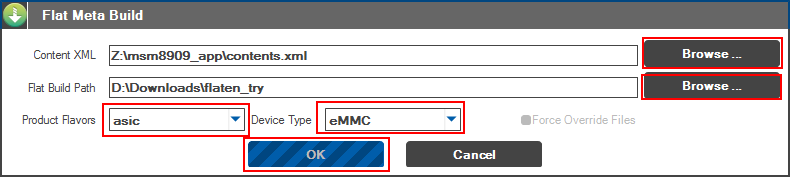 Flat Meta Build
Content XML Z:\msm8909_app\contents.xml Browse ...
Flat Build Path D:\Downloads\flaten_try Browse ...
Product Flavors asic Device Type eMMC Force Override Files
OK Cancel